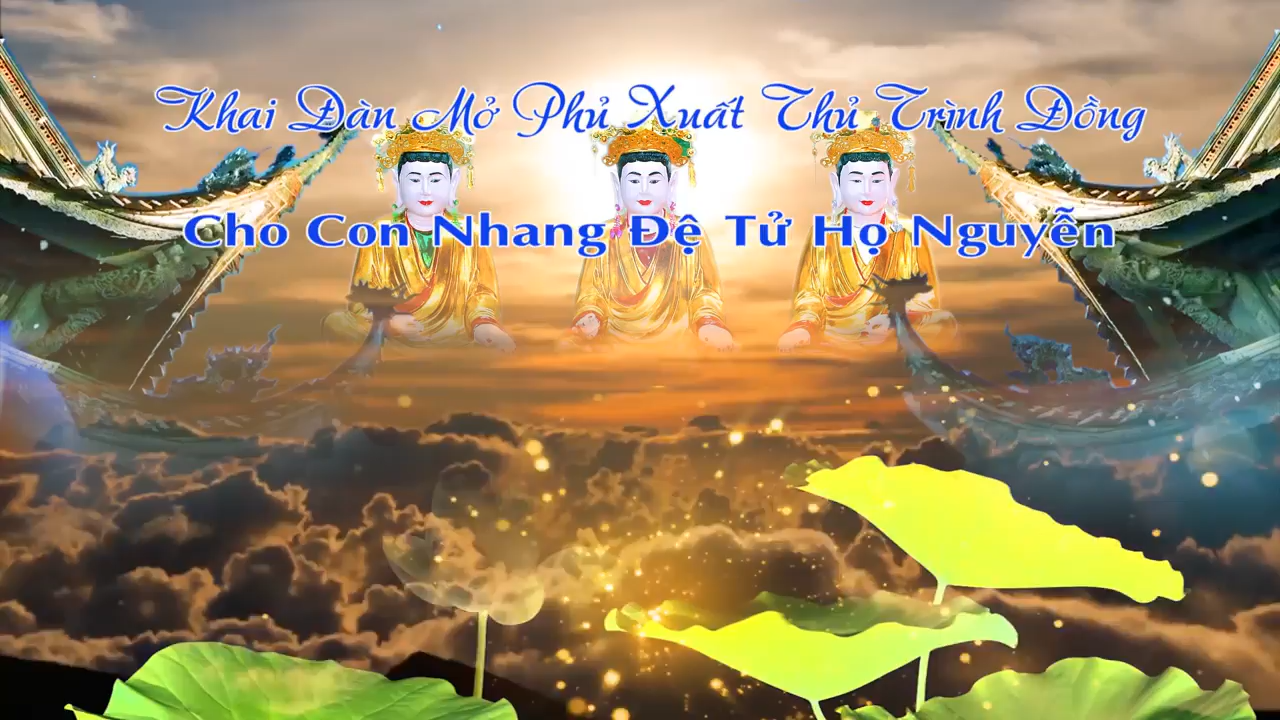 Khai Đàn Mở Phủ Xuất Thủ Trình Đồng
Cho Con Nhang Đệ Tử Họ Nguyễn